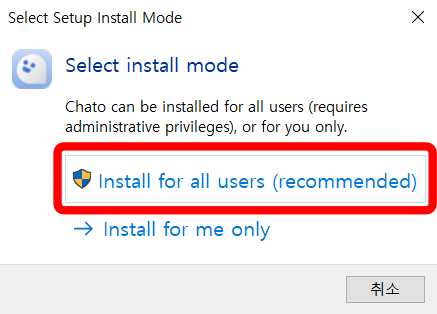 Select Setup Install Mode
Select install mode
Chato can be installed for all users (requires
administrative privileges), or for you only.
Install for all users (recommended)
Install for me only
취소